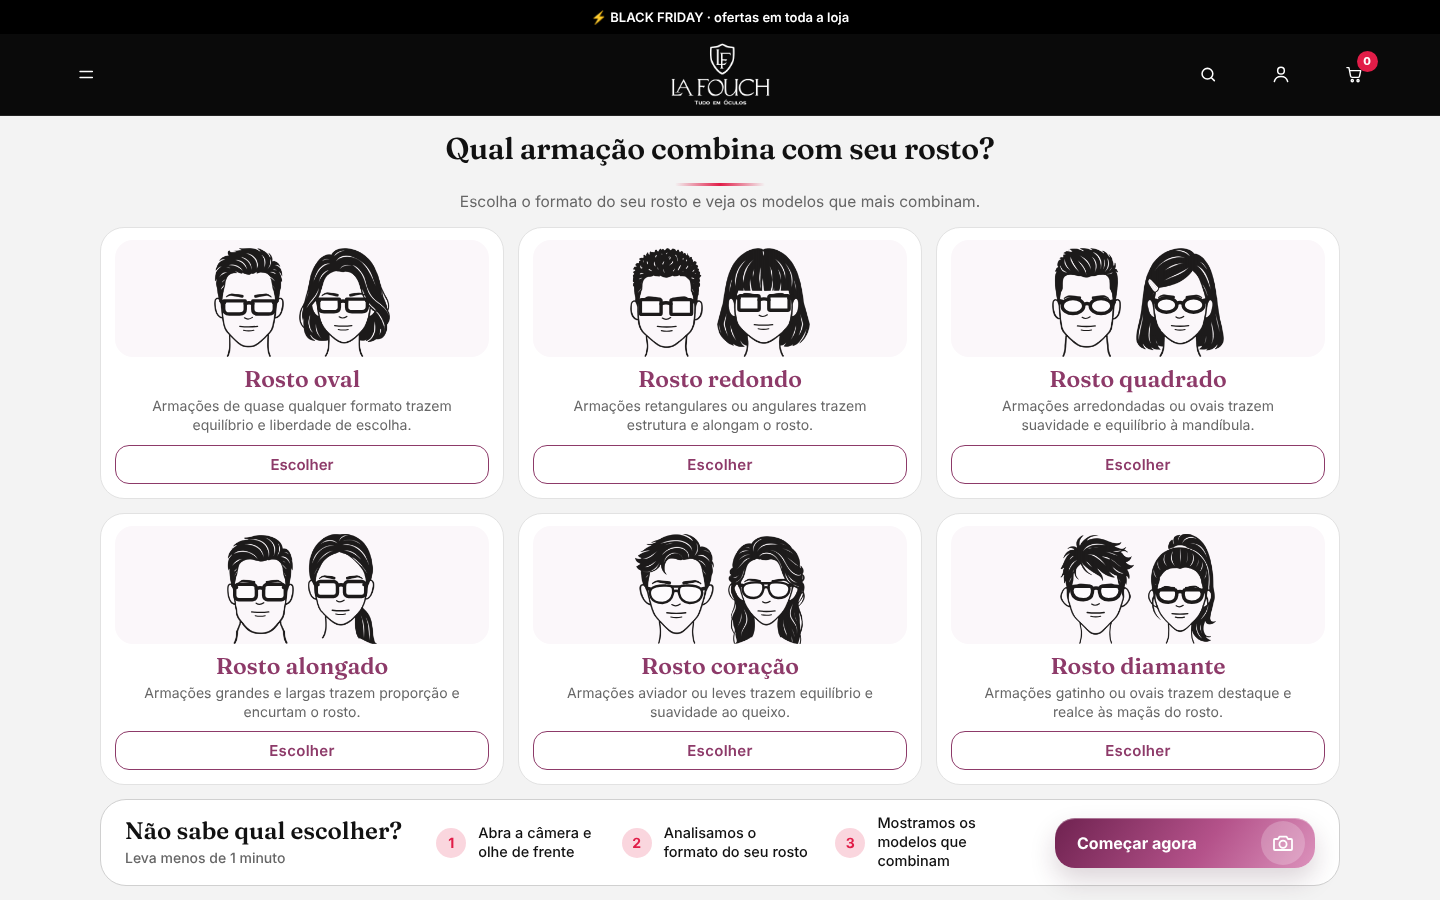 ⚡ BLACK FRIDAY · ofertas em toda a loja
LF
LA FOUCH
TUDO EM ÓCULOS
0
Qual armação combina com seu rosto?
Escolha o formato do seu rosto e veja os modelos que mais combinam.
Rosto oval
Armações de quase qualquer formato trazem
equilíbrio e liberdade de escolha.
Escolher
Rosto redondo
Armações retangulares ou angulares trazem
estrutura e alongam o rosto.
Escolher
Rosto quadrado
Armações arredondadas ou ovais trazem
suavidade e equilíbrio à mandíbula.
Escolher
Rosto alongado
Armações grandes e largas trazem proporção e
encurtam o rosto.
Escolher
Rosto coração
Armações aviador ou leves trazem equilíbrio e
suavidade ao queixo.
Escolher
Rosto diamante
Armações gatinho ou ovais trazem destaque e
realce às maçãs do rosto.
Escolher
Não sabe qual escolher?
Leva menos de 1 minuto
1
Abra a câmera e
olhe de frente
2
Analisamos o
formato do seu rosto
3
Mostramos os
modelos que
combinam
Começar agora